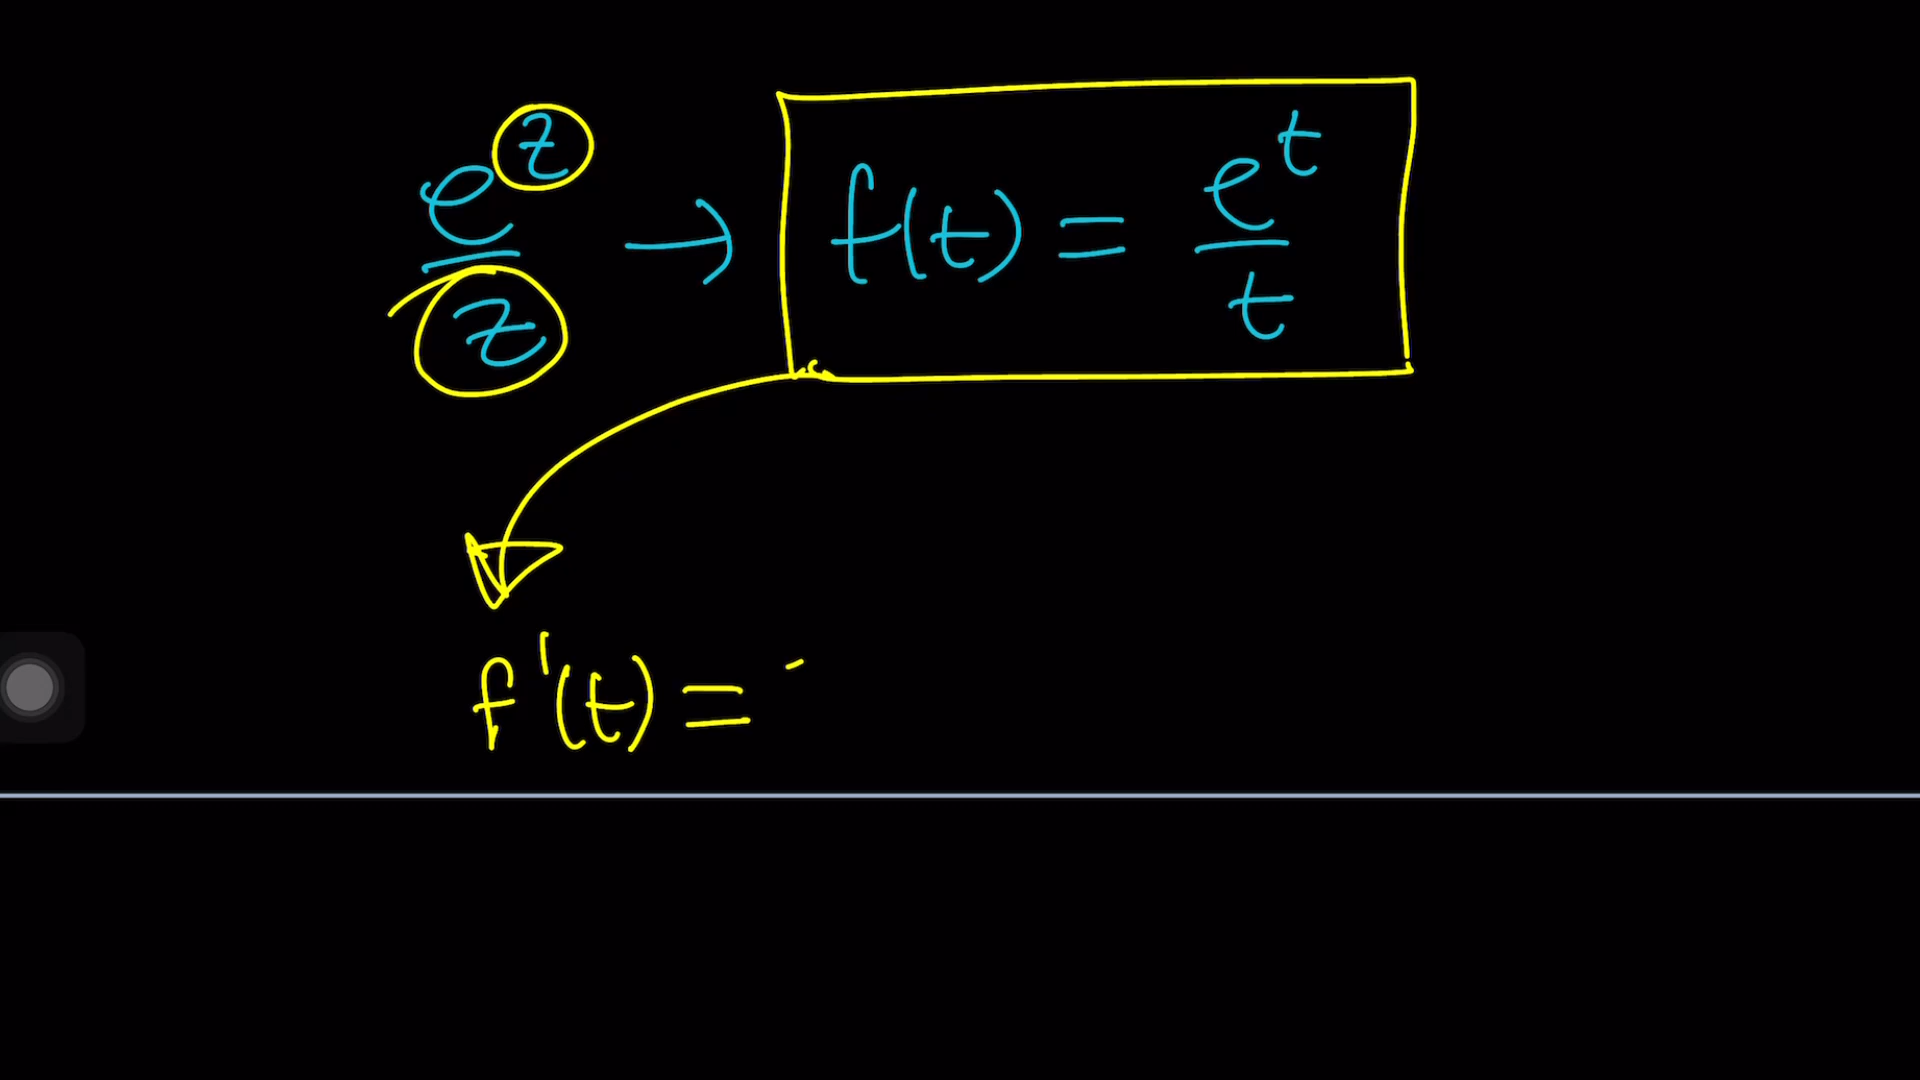 e^z/z → f(t) = e^t/t
f'(t) =